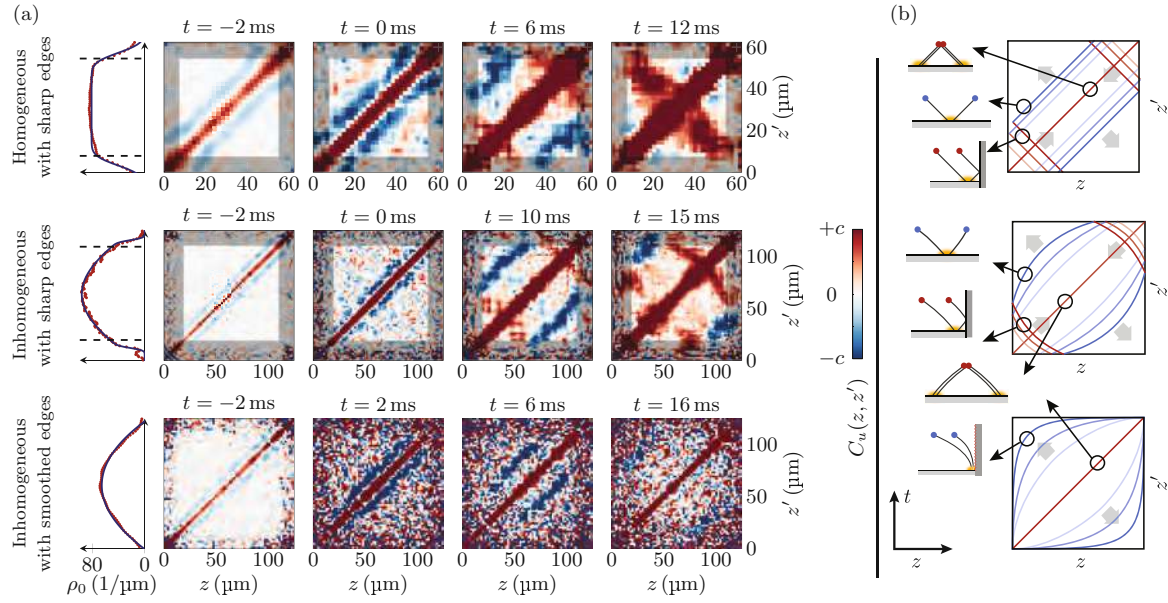 (a)
(b)
Homogeneous
with sharp edges
t = −2 ms
t = 0 ms
t = 6 ms
t = 12 ms
0
20
40
60
0
20
40
60
0
20
40
60
0
20
40
60
0
20
40
60
z′ (µm)
Inhomogeneous
with sharp edges
t = −2 ms
t = 0 ms
t = 10 ms
t = 15 ms
0
50
100
0
50
100
0
50
100
0
50
100
0
50
100
z′ (µm)
Inhomogeneous
with smoothed edges
t = −2 ms
t = 2 ms
t = 6 ms
t = 16 ms
80
0
ρ₀ (1/µm)
0
50
100
z (µm)
0
50
100
z (µm)
0
50
100
z (µm)
0
50
100
z (µm)
0
50
100
z′ (µm)
+c
0
−c
C_u(z, z′)
z
z′
z
z′
z
z′
t
z